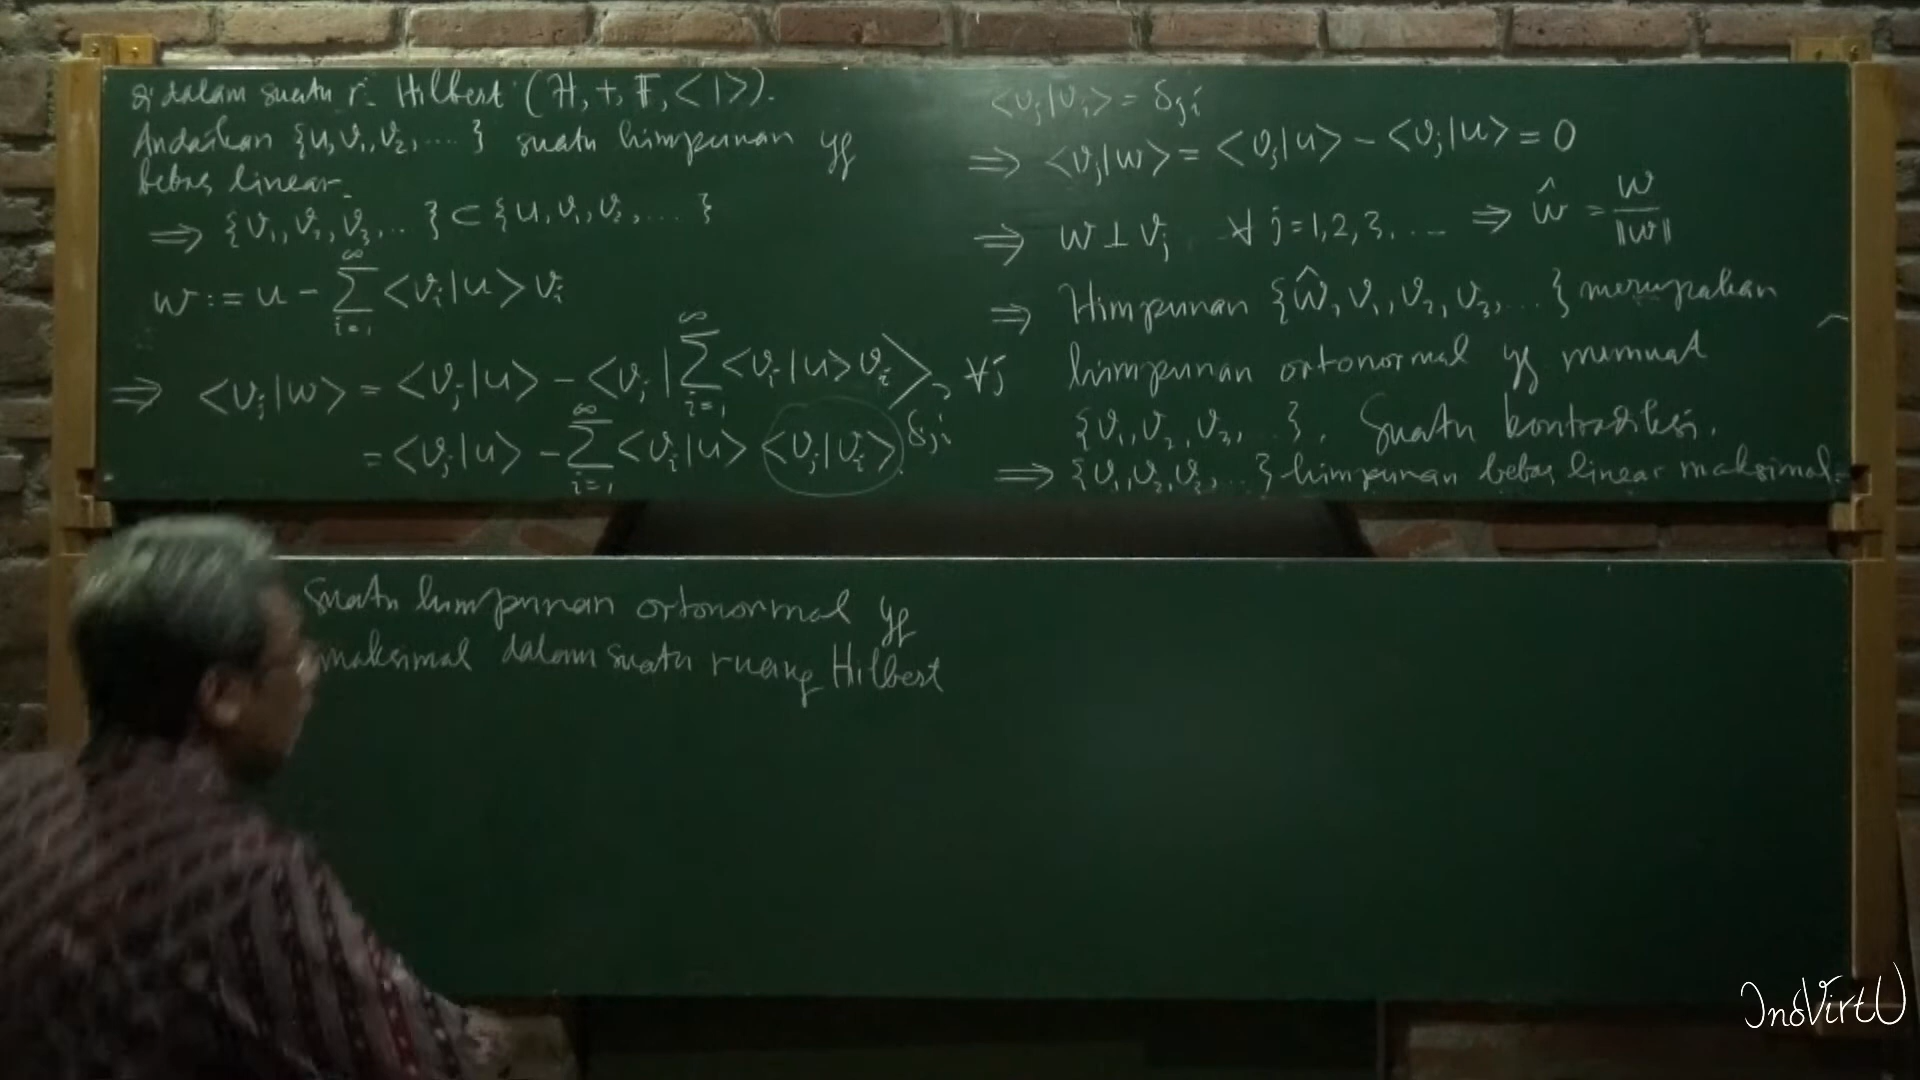 di dalam suatu r. Hilbert (H, +, F, < | >).
Andaikan {u, v₁, v₂, ....} suatu himpunan yg
bebas linear.
⇒ {v₁, v₂, v₃, ...} ⊂ {u, v₁, v₂, ....}
w := u - ∑_{i=1}^{∞} <vᵢ|u> vᵢ
⇒ <vⱼ|w> = <vⱼ|u> - <vⱼ| ∑_{i=1}^{∞} <vᵢ|u> vᵢ>, ∀j
= <vⱼ|u> - ∑_{i=1}^{∞} <vᵢ|u> <vⱼ|vᵢ>. δⱼᵢ
<vⱼ|vᵢ> = δⱼᵢ
⇒ <vⱼ|w> = <vⱼ|u> - <vⱼ|u> = 0
⇒ w ⊥ vⱼ ∀ j = 1,2,3, .... ⇒ ŵ = w/‖w‖
⇒ Himpunan {ŵ, v₁, v₂, v₃, ...} merupakan
himpunan ortonormal yg memuat
{v₁, v₂, v₃, ...}. Suatu kontradiksi.
⇒ {v₁, v₂, v₃, ...} himpunan bebas linear maksimal.
Suatu himpunan ortonormal yg
maksimal dalam suatu ruang Hilbert
InoVirtU